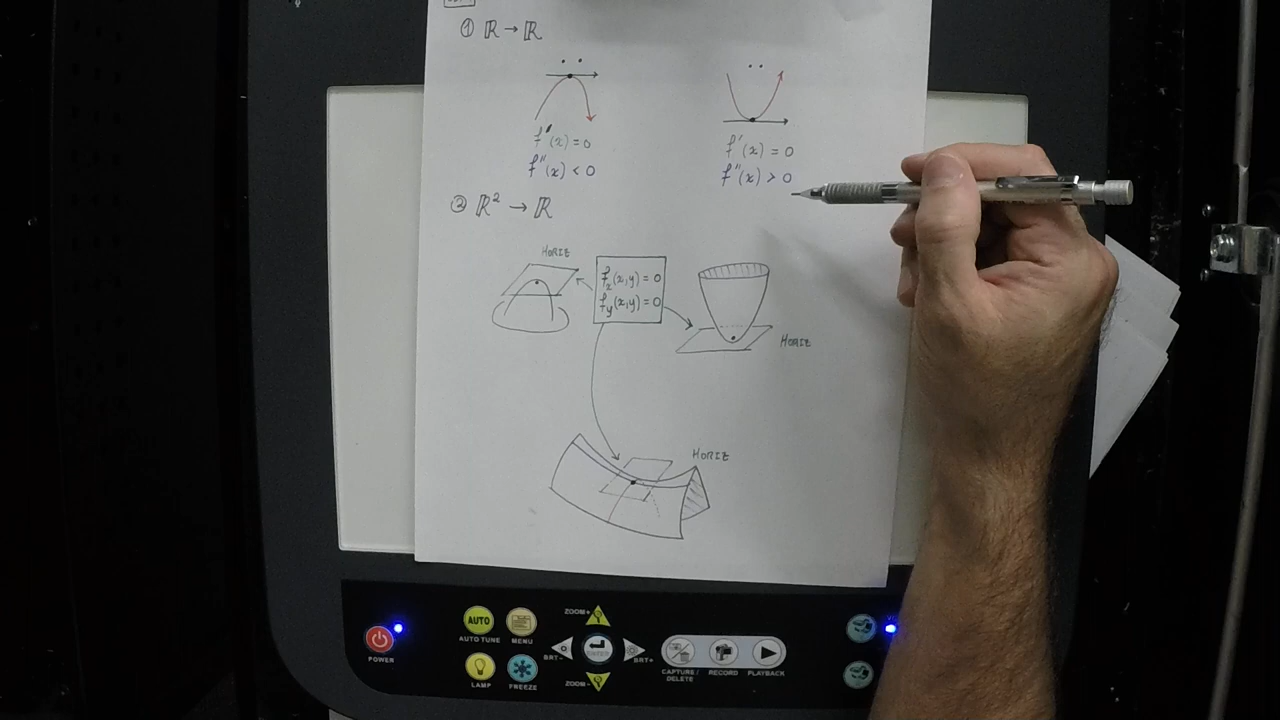 ① ℝ → ℝ
f'(x) = 0
f''(x) < 0
f'(x) = 0
f''(x) > 0
② ℝ² → ℝ
HORIZ
fx(x,y) = 0
fy(x,y) = 0
HORIZ
HORIZ
POWER
AUTO
AUTO TUNE
MENU
LAMP
FREEZE
ZOOM+
BRT-
BRT+
ZOOM-
CAPTURE / DELETE
RECORD
PLAYBACK